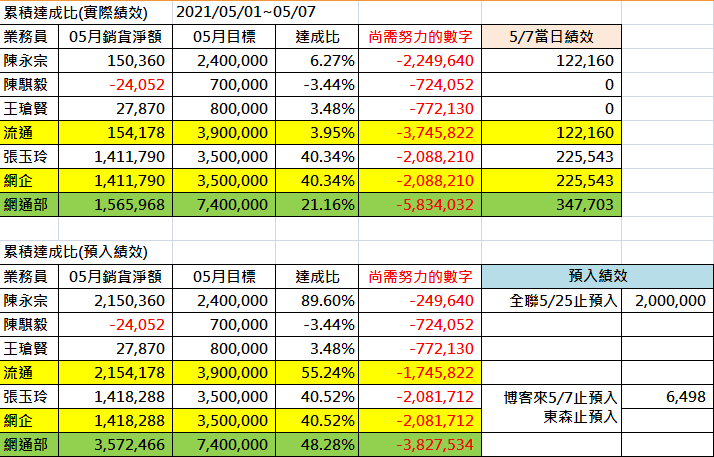 累積達成比(實際績效) 2021/05/01~05/07
業務員 05月銷貨淨額 05月目標 達成比 尚需努力的數字 5/7當日績效
陳永宗 150,360 2,400,000 6.27% -2,249,640 122,160
陳騏毅 -24,052 700,000 -3.44% -724,052 0
王瑲賢 27,870 800,000 3.48% -772,130 0
流通 154,178 3,900,000 3.95% -3,745,822 122,160
張玉玲 1,411,790 3,500,000 40.34% -2,088,210 225,543
網企 1,411,790 3,500,000 40.34% -2,088,210 225,543
網通部 1,565,968 7,400,000 21.16% -5,834,032 347,703
累積達成比(預入績效)
業務員 05月銷貨淨額 05月目標 達成比 尚需努力的數字 預入績效
陳永宗 2,150,360 2,400,000 89.60% -249,640 全聯5/25止預入 2,000,000
陳騏毅 -24,052 700,000 -3.44% -724,052
王瑲賢 27,870 800,000 3.48% -772,130
流通 2,154,178 3,900,000 55.24% -1,745,822
張玉玲 1,418,288 3,500,000 40.52% -2,081,712 博客來5/7止預入 6,498
網企 1,418,288 3,500,000 40.52% -2,081,712 東森止預入
網通部 3,572,466 7,400,000 48.28% -3,827,534